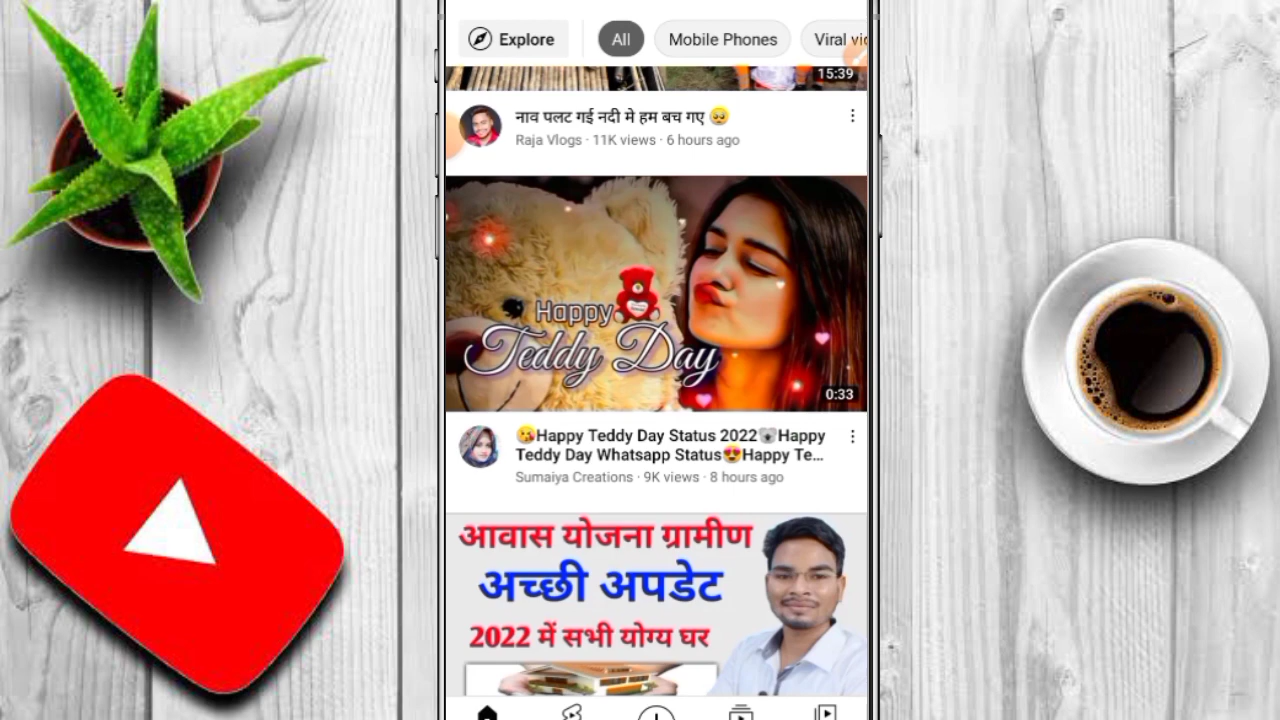 Explore
All
Mobile Phones
15:39
नाव पलट गई नदी मे हम बच गए 🥺
Raja Vlogs · 11K views · 6 hours ago
Happy
Teddy Day
0:33
😘Happy Teddy Day Status 2022🐨Happy
Teddy Day Whatsapp Status😍Happy Te...
Sumaiya Creations · 9K views · 8 hours ago
आवास योजना ग्रामीण
अच्छी अपडेट
2022 में सभी योग्य घर